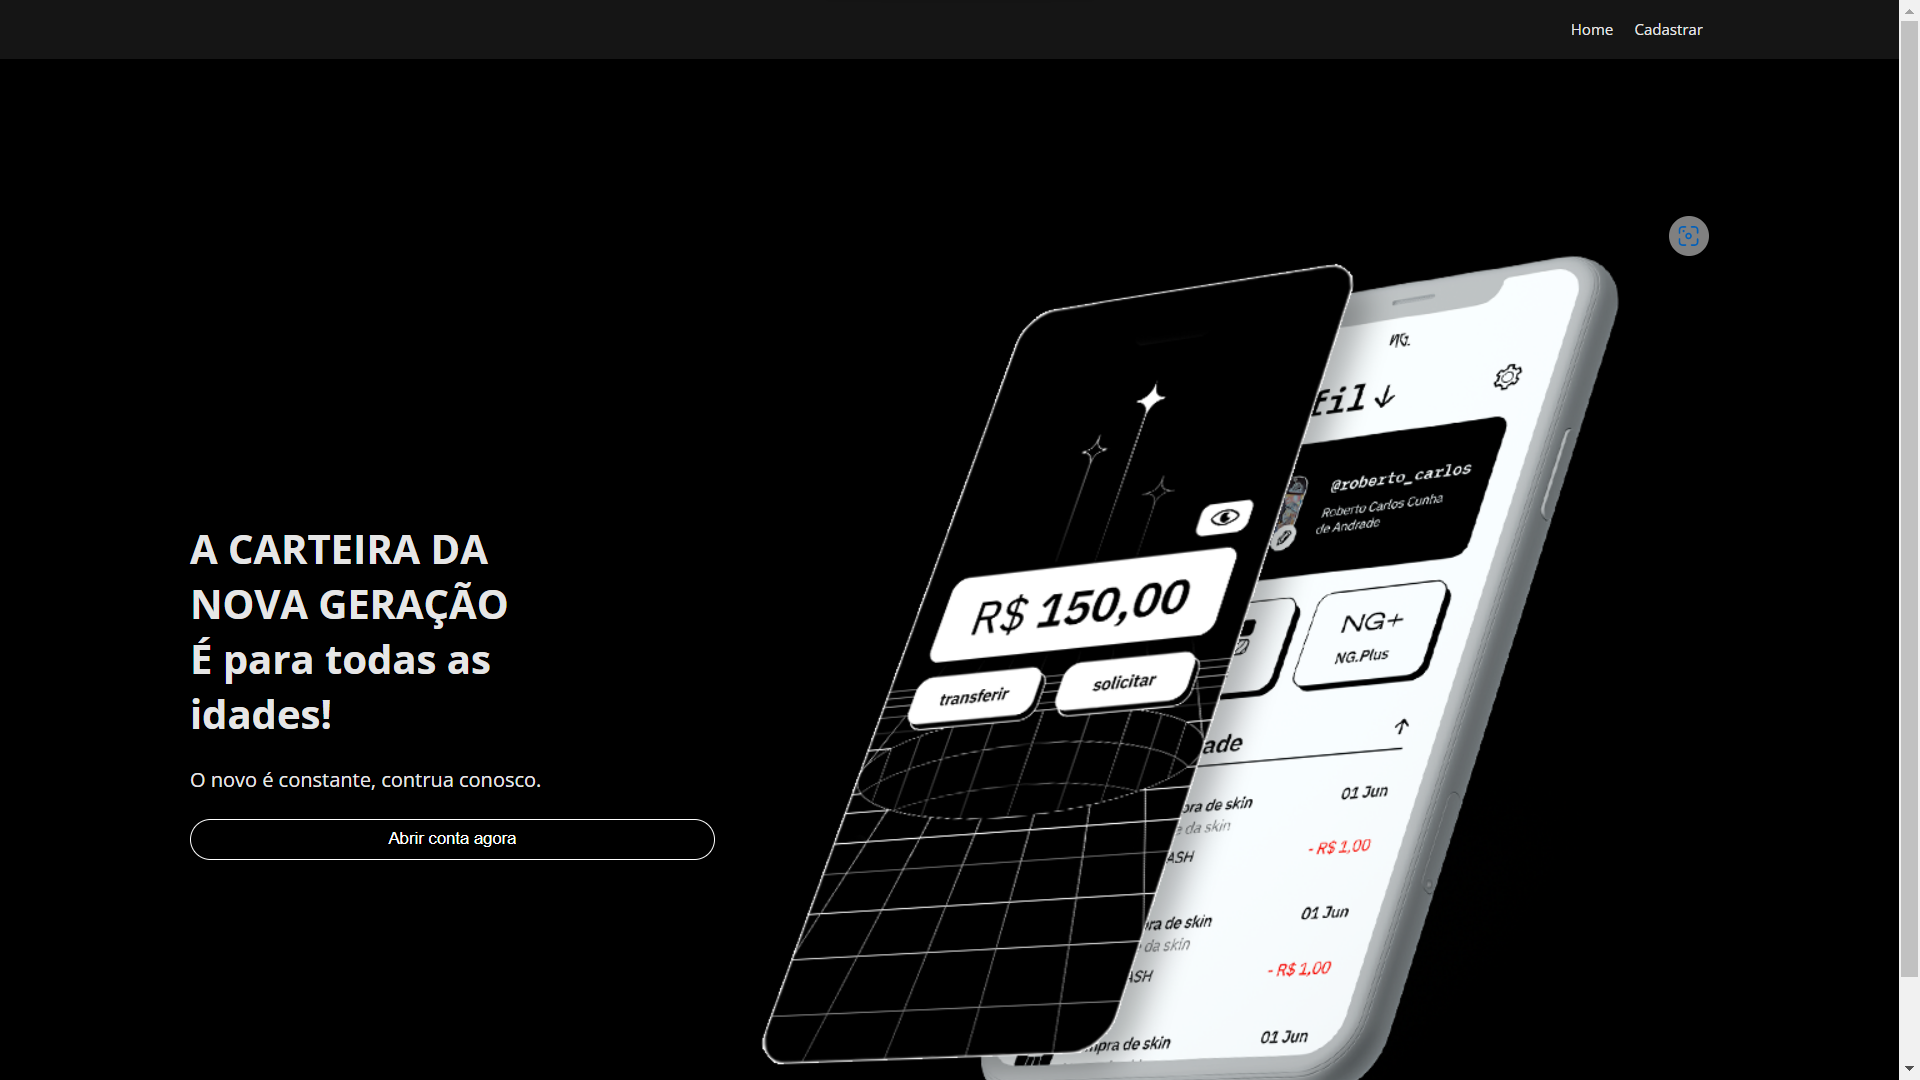 Home Cadastrar
A CARTEIRA DA
NOVA GERAÇÃO
É para todas as
idades!
O novo é constante, contrua conosco.
Abrir conta agora
R$ 150,00
transferir
solicitar
NG.
fil
@roberto_carlos
Roberto Carlos Cunha
de Andrade
NG+
NG.Plus
ade
pra de skin 01 Jun
e da skin
ASH - R$ 1,00
ra de skin 01 Jun
da skin
ASH - R$ 1,00
mpra de skin 01 Jun